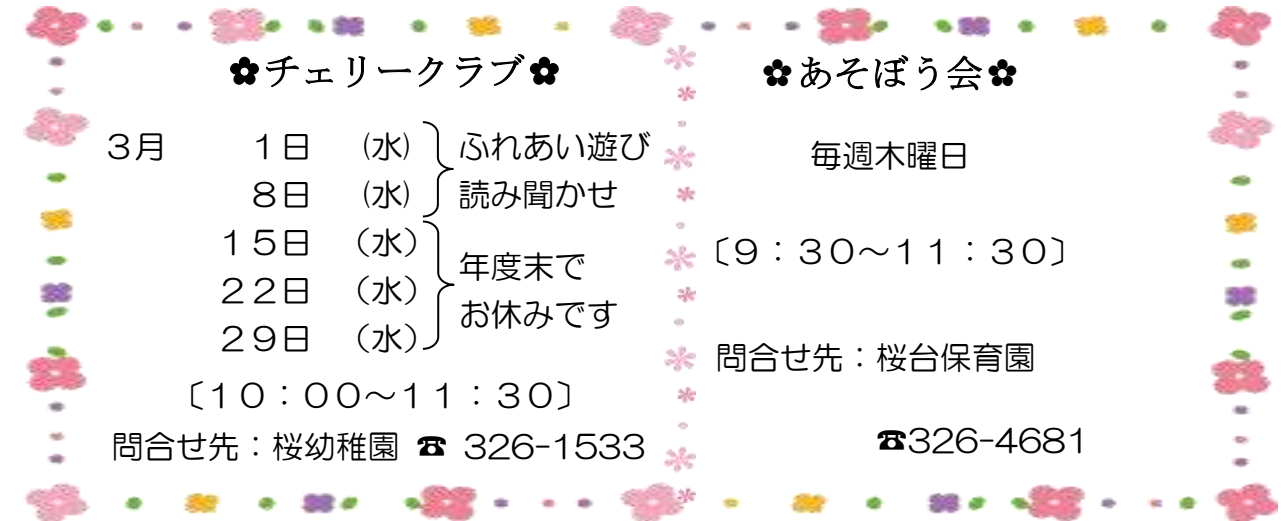 ✿チェリークラブ✿
３月 １日 ㈬ ふれあい遊び
８日 ㈬ 読み聞かせ
１５日 （水）
２２日 （水）
２９日 （水）
年度末で
お休みです
〔１０：００～１１：３０〕
問合せ先：桜幼稚園 ☎ 326-1533
✿あそぼう会✿
毎週木曜日
〔９：３０～１１：３０〕
問合せ先：桜台保育園
☎326-4681